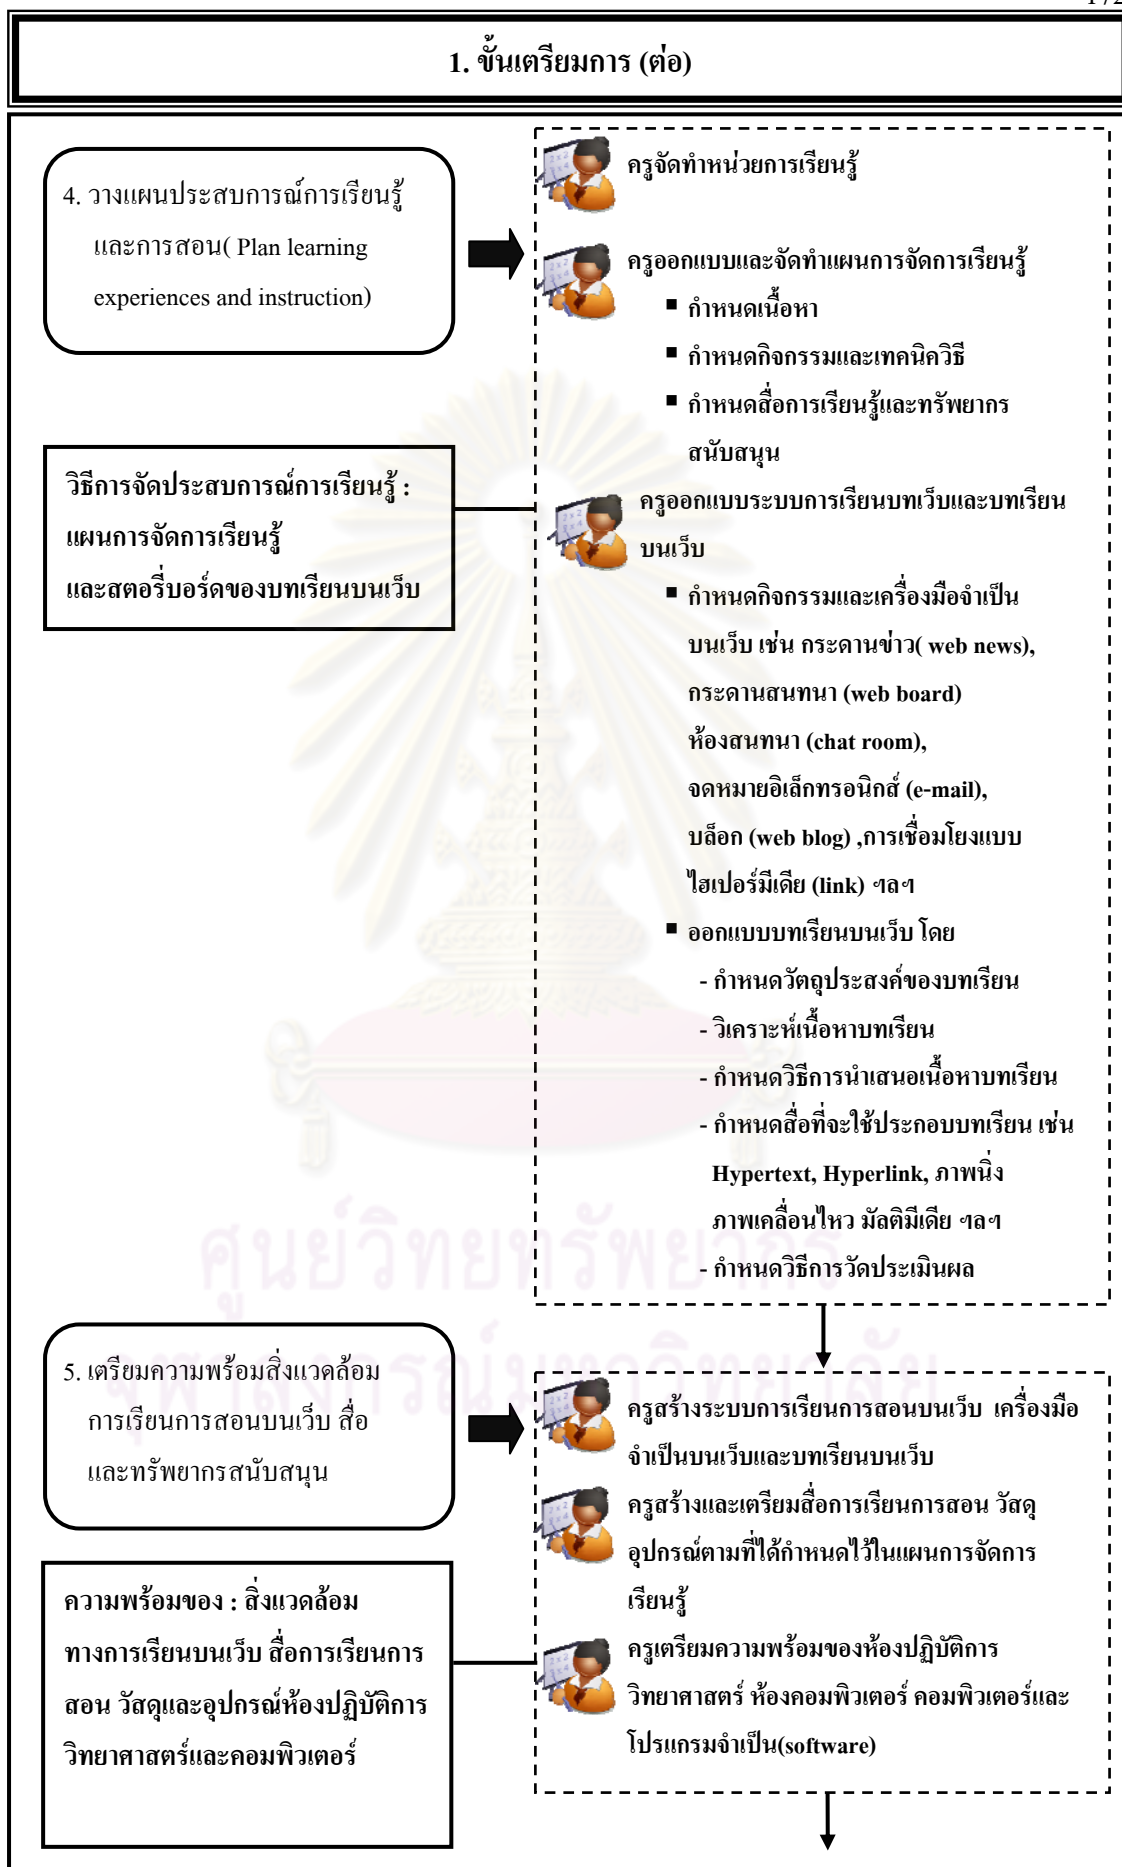 1. ขั้นเตรียมการ (ต่อ)
4. วางแผนประสบการณ์การเรียนรู้
และการสอน( Plan learning
experiences and instruction)
ครูจัดทำหน่วยการเรียนรู้
ครูออกแบบและจัดทำแผนการจัดการเรียนรู้
▪ กำหนดเนื้อหา
▪ กำหนดกิจกรรมและเทคนิควิธี
▪ กำหนดสื่อการเรียนรู้และทรัพยากร
สนับสนุน
วิธีการจัดประสบการณ์การเรียนรู้ :
แผนการจัดการเรียนรู้
และสตอรี่บอร์ดของบทเรียนบนเว็บ
ครูออกแบบระบบการเรียนบทเว็บและบทเรียน
บนเว็บ
▪ กำหนดกิจกรรมและเครื่องมือจำเป็น
บนเว็บ เช่น กระดานข่าว( web news),
กระดานสนทนา (web board)
ห้องสนทนา (chat room),
จดหมายอิเล็กทรอนิกส์ (e-mail),
บล็อก (web blog) ,การเชื่อมโยงแบบ
ไฮเปอร์มีเดีย (link) ฯลฯ
▪ ออกแบบบทเรียนบนเว็บ โดย
- กำหนดวัตถุประสงค์ของบทเรียน
- วิเคราะห์เนื้อหาบทเรียน
- กำหนดวิธีการนำเสนอเนื้อหาบทเรียน
- กำหนดสื่อที่จะใช้ประกอบบทเรียน เช่น
Hypertext, Hyperlink, ภาพนิ่ง
ภาพเคลื่อนไหว มัลติมีเดีย ฯลฯ
- กำหนดวิธีการวัดประเมินผล
ศูนย์วิทยทรัพยากร
จุฬาลงกรณ์มหาวิทยาลัย
5. เตรียมความพร้อมสิ่งแวดล้อม
การเรียนการสอนบนเว็บ สื่อ
และทรัพยากรสนับสนุน
ครูสร้างระบบการเรียนการสอนบนเว็บ เครื่องมือ
จำเป็นบนเว็บและบทเรียนบนเว็บ
ครูสร้างและเตรียมสื่อการเรียนการสอน วัสดุ
อุปกรณ์ตามที่ได้กำหนดไว้ในแผนการจัดการ
เรียนรู้
ความพร้อมของ : สิ่งแวดล้อม
ทางการเรียนบนเว็บ สื่อการเรียนการ
สอน วัสดุและอุปกรณ์ห้องปฏิบัติการ
วิทยาศาสตร์และคอมพิวเตอร์
ครูเตรียมความพร้อมของห้องปฏิบัติการ
วิทยาศาสตร์ ห้องคอมพิวเตอร์ คอมพิวเตอร์และ
โปรแกรมจำเป็น(software)